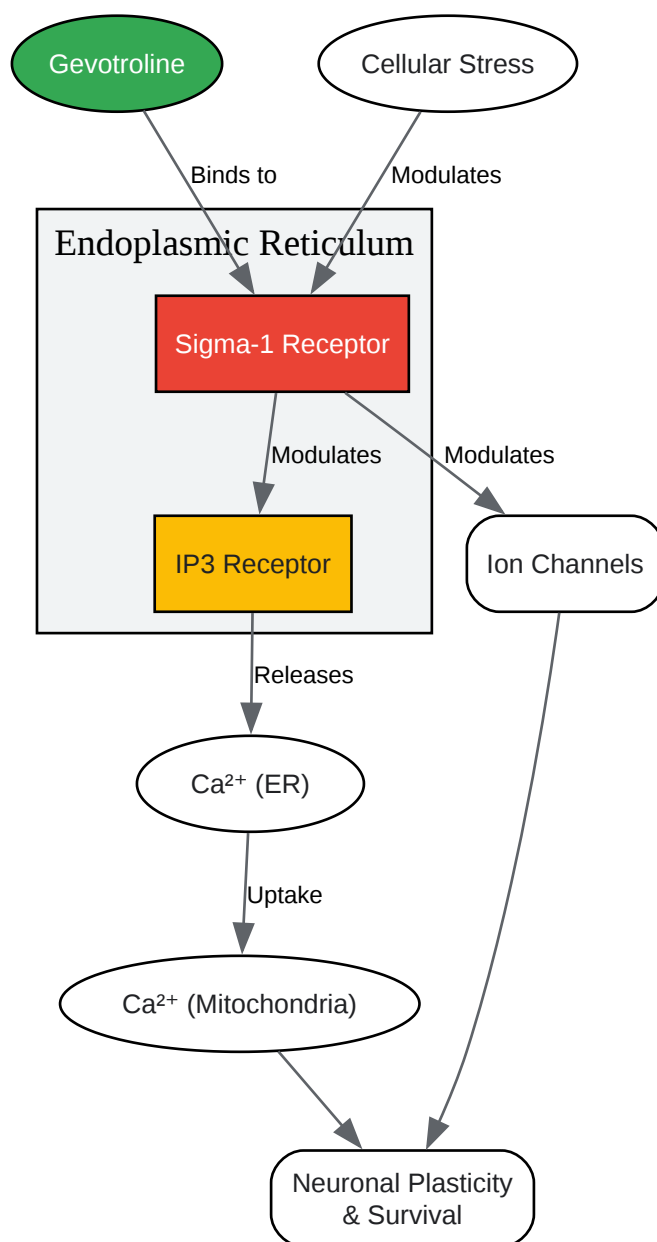 Gevotroline
Cellular Stress
Binds to
Modulates
Endoplasmic Reticulum
Sigma-1 Receptor
Modulates
Modulates
IP3 Receptor
Ion Channels
Releases
Ca²⁺ (ER)
Uptake
Ca²⁺ (Mitochondria)
Neuronal Plasticity
& Survival